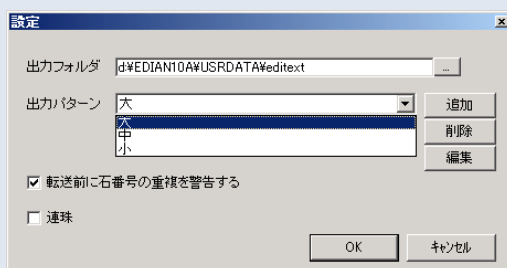 設定
出力フォルダ d:¥EDIAN10A¥USRDATA¥editext ...
出力パターン 大 追加
大 削除
中
小 編集
転送前に石番号の重複を警告する
連珠
OK キャンセル